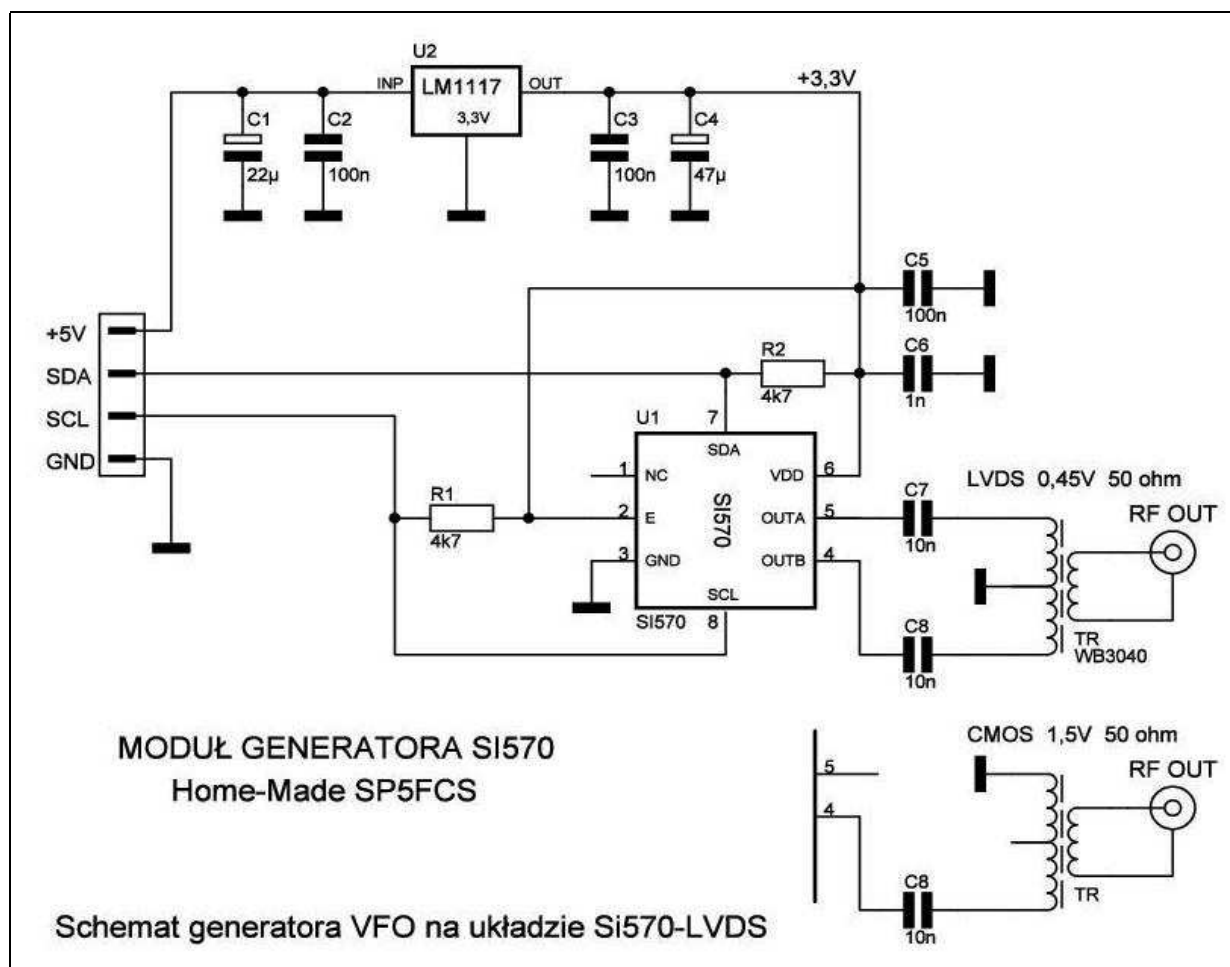 U2
INP
LM1117
OUT
3,3V
+3,3V
C1
22µ
C2
100n
C3
100n
C4
47µ
C5
100n
C6
1n
+5V
SDA
SCL
GND
R2
4k7
R1
4k7
U1
7
SDA
1
NC
VDD
6
2
E
OUTA
5
3
GND
OUTB
4
SI570
SCL
SI570
8
C7
10n
C8
10n
LVDS 0,45V 50 ohm
RF OUT
TR
WB3040
CMOS 1,5V 50 ohm
RF OUT
5
4
C8
10n
TR
MODUŁ GENERATORA SI570
Home-Made SP5FCS
Schemat generatora VFO na układzie Si570-LVDS